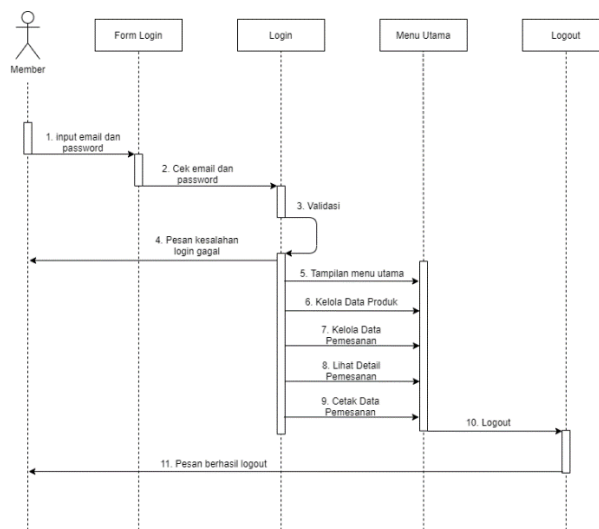 Form Login
Login
Menu Utama
Logout
Member
1. input email dan
password
2. Cek email dan
password
3. Validasi
4. Pesan kesalahan
login gagal
5. Tampilan menu utama
6. Kelola Data Produk
7. Kelola Data
Pemesanan
8. Lihat Detail
Pemesanan
9. Cetak Data
Pemesanan
10. Logout
11. Pesan berhasil logout